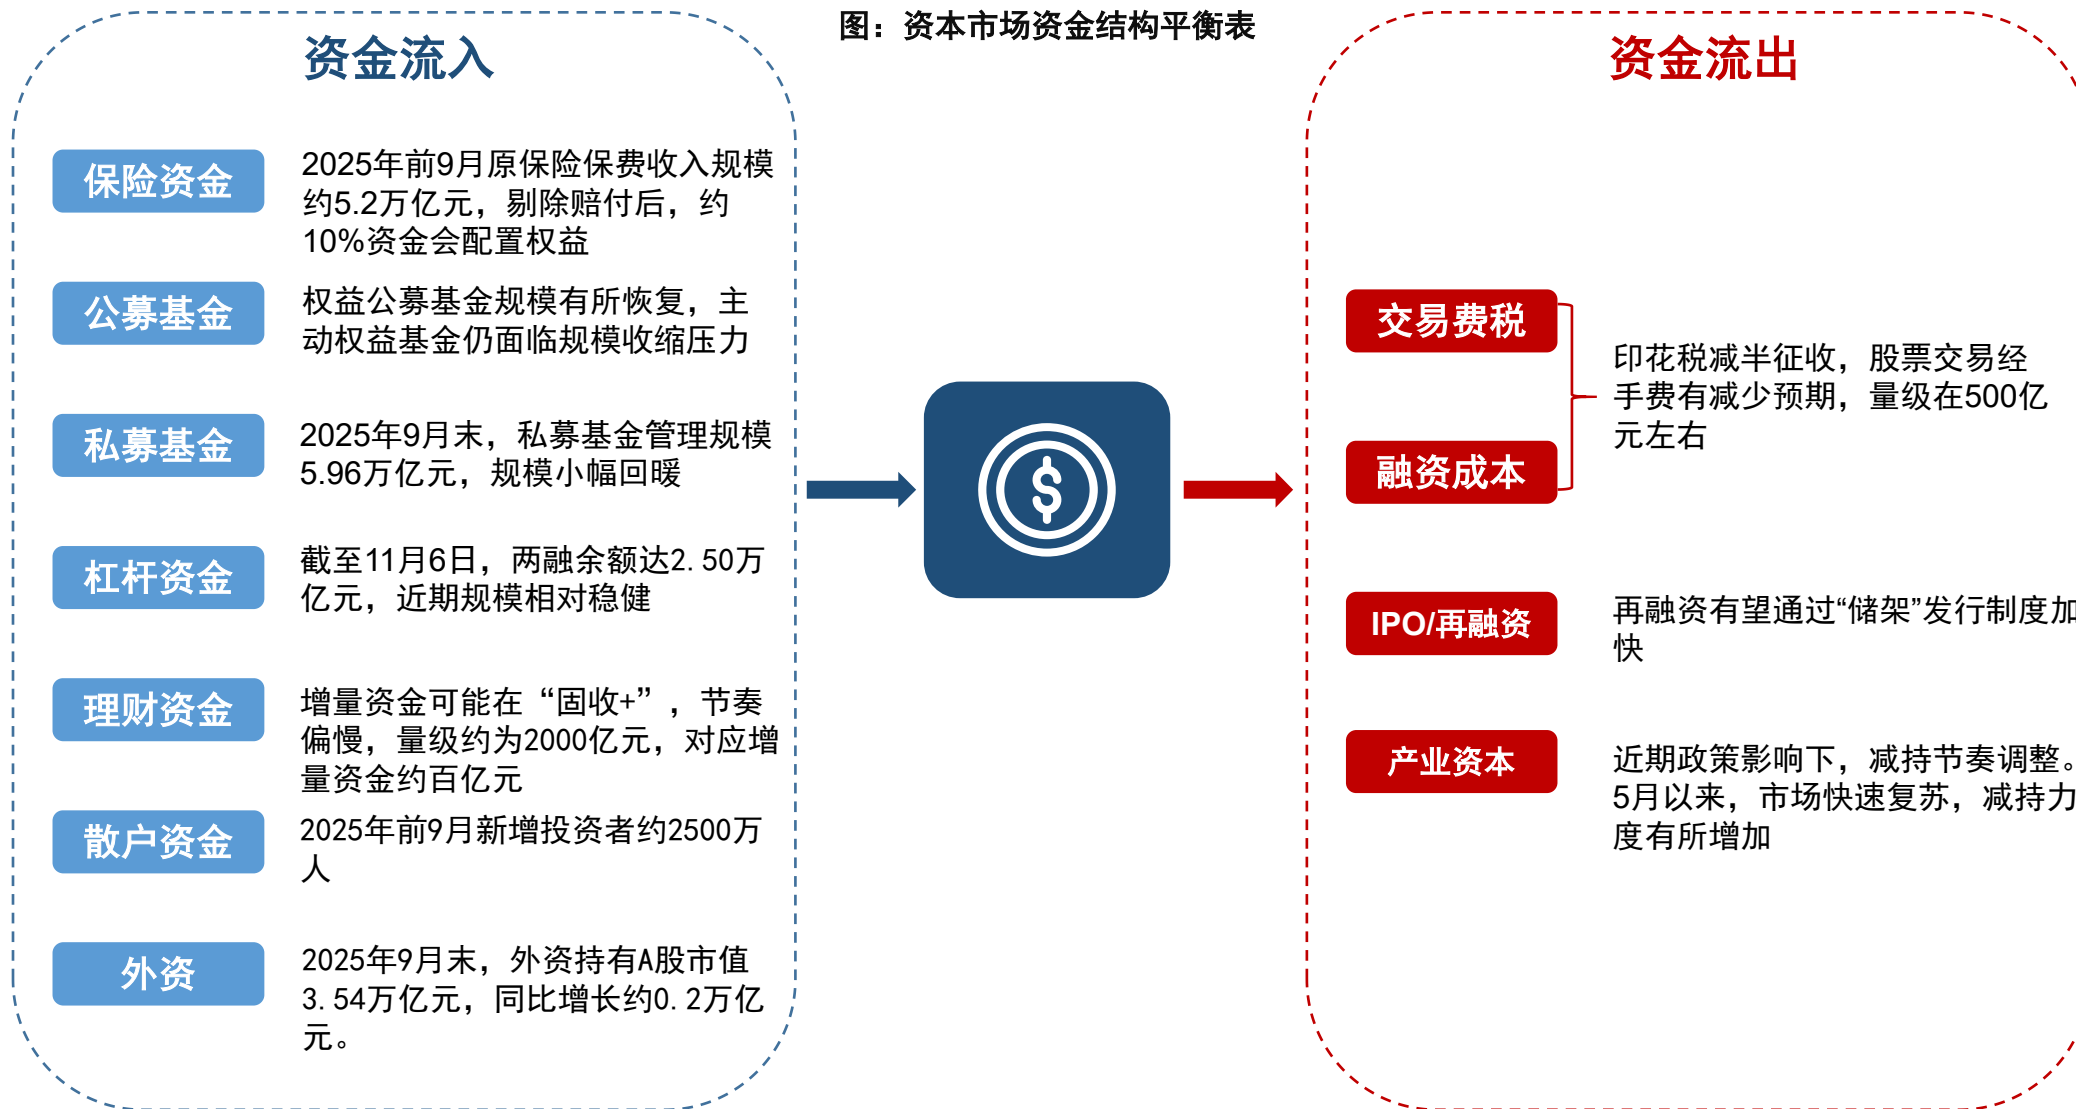 图：资本市场资金结构平衡表
资金流入
保险资金
2025年前9月原保险保费收入规模
约5.2万亿元，剔除赔付后，约
10%资金会配置权益
公募基金
权益公募基金规模有所恢复，主
动权益基金仍面临规模收缩压力
私募基金
2025年9月末，私募基金管理规模
5.96万亿元，规模小幅回暖
杠杆资金
截至11月6日，两融余额达2.50万
亿元，近期规模相对稳健
理财资金
增量资金可能在“固收+”，节奏
偏慢，量级约为2000亿元，对应增
量资金约百亿元
散户资金
2025年前9月新增投资者约2500万
人
外资
2025年9月末，外资持有A股市值
3.54万亿元，同比增长约0.2万亿
元。
资金流出
交易费税
融资成本
印花税减半征收，股票交易经
手费有减少预期，量级在500亿
元左右
IPO/再融资
再融资有望通过“储架”发行制度加
快
产业资本
近期政策影响下，减持节奏调整。
5月以来，市场快速复苏，减持力
度有所增加